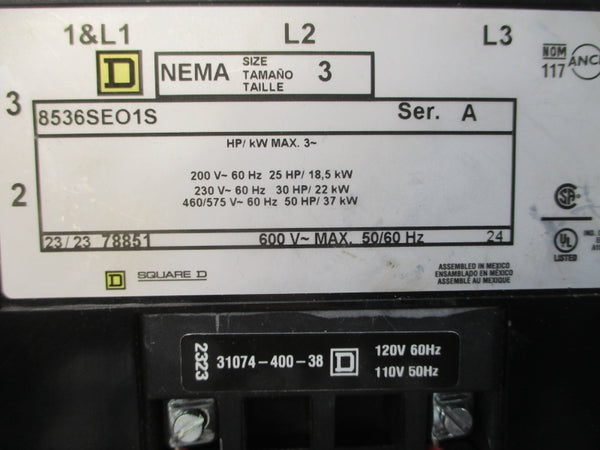 1&L1 L2 L3
D NEMA SIZE TAMAÑO TAILLE 3
NOM 117 ANCE
3
8536SEO1S Ser. A
HP/ kW MAX. 3~
200 V~ 60 Hz 25 HP/ 18,5 kW
230 V~ 60 Hz 30 HP/ 22 kW
460/575 V~ 60 Hz 50 HP/ 37 kW
2
23/23 78851 600 V~ MAX. 50/60 Hz 24
UL
LISTED
D SQUARE D
ASSEMBLED IN MEXICO
ENSAMBLADO EN MÉXICO
ASSEMBLÉ AU MEXIQUE
2323 31074-400-38 D 120V 60Hz
110V 50Hz